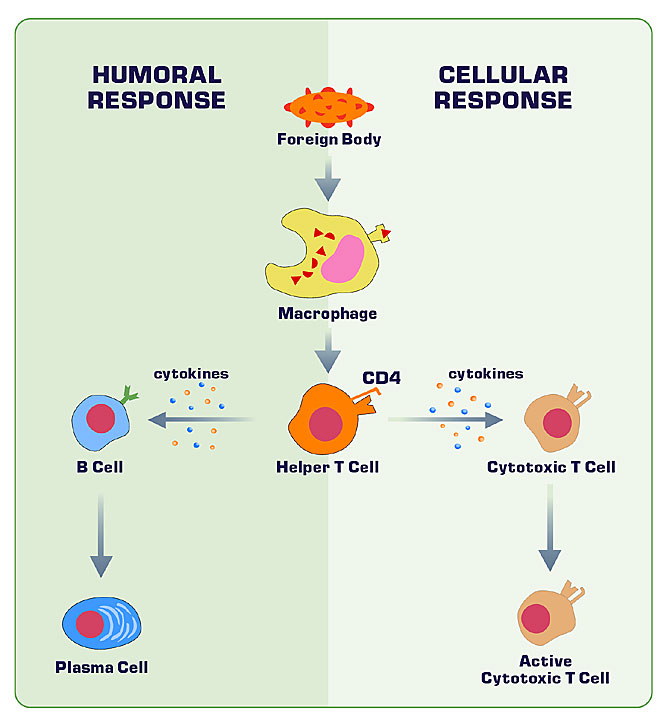 HUMORAL
RESPONSE
CELLULAR
RESPONSE
Foreign Body
Macrophage
cytokines
CD4
cytokines
B Cell
Helper T Cell
Cytotoxic T Cell
Plasma Cell
Active
Cytotoxic T Cell